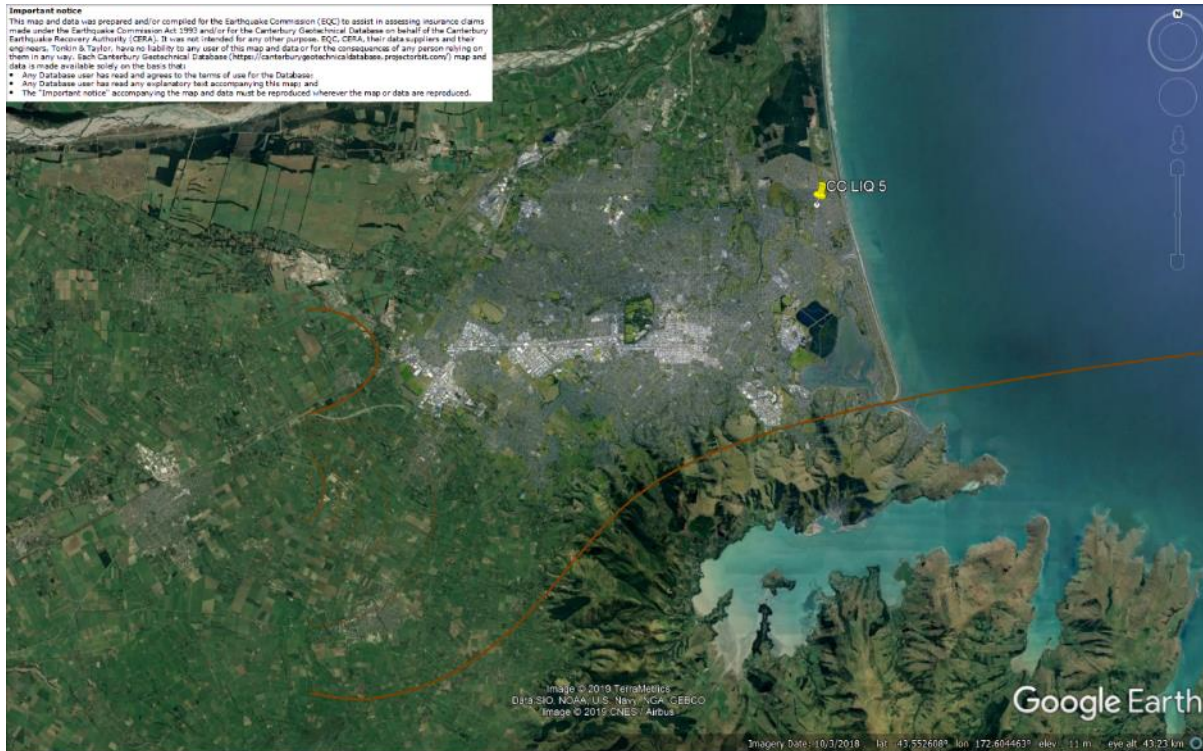 Important notice
This map and data was prepared and/or compiled for the Earthquake Commission (EQC) to assist in assessing insurance claims
made under the Earthquake Commission Act 1993 and/or for the Canterbury Geotechnical Database on behalf of the Canterbury
Earthquake Recovery Authority (CERA). It was not intended for any other purpose. EQC, CERA, their data suppliers and their
engineers, Tonkin & Taylor, have no liability to any user of this map and data or for the consequences of any person relying on
them in any way. Each Canterbury Geotechnical Database (https://canterburygeotechnicaldatabase.projectorbit.com/) map and
data is made available solely on the basis that:
• Any Database user has read and agrees to the terms of use for the Database;
• Any Database user has read any explanatory text accompanying this map; and
• The "Important notice" accompanying the map and data must be reproduced wherever the map or data are reproduced.
N
CC LIQ 5
Image © 2019 TerraMetrics
Data SIO, NOAA, U.S. Navy, NGA, GEBCO
Image © 2019 CNES / Airbus
Google Earth
Imagery Date: 10/3/2018 lat -43.552608° lon 172.604463° elev 11 m eye alt 43.23 km